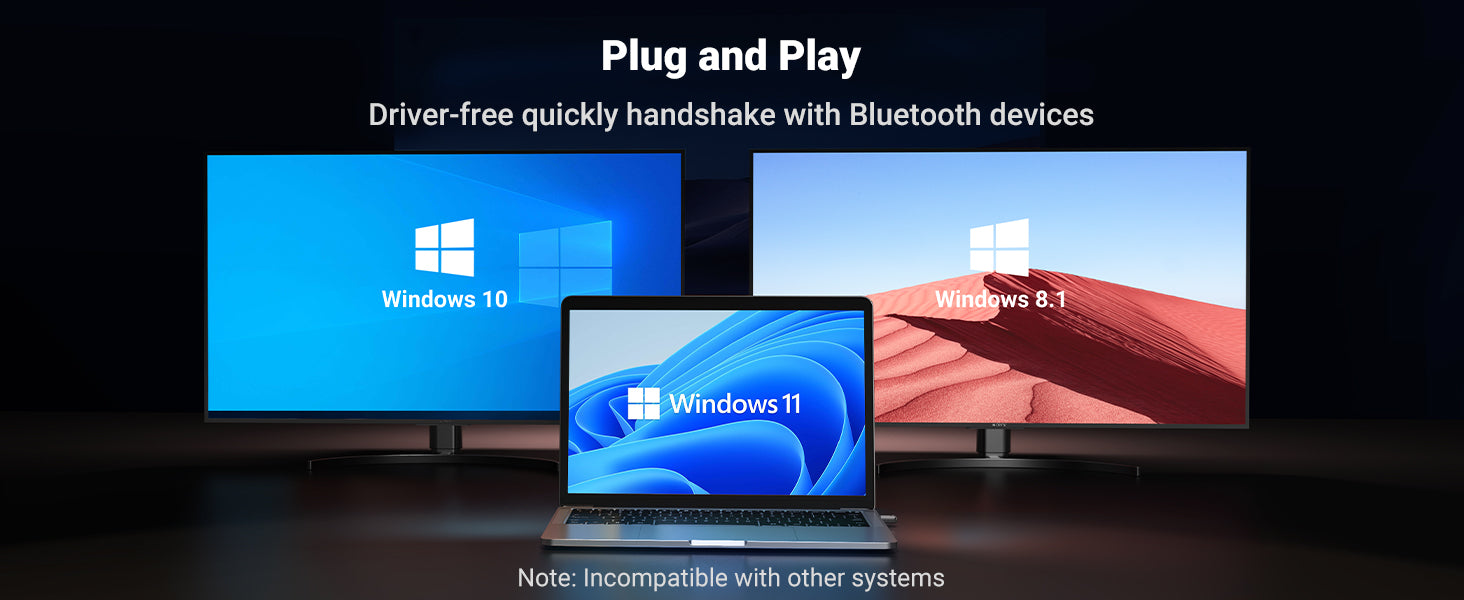 Plug and Play
Driver-free quickly handshake with Bluetooth devices
Windows 10
Windows 8.1
Windows 11
Note: Incompatible with other systems